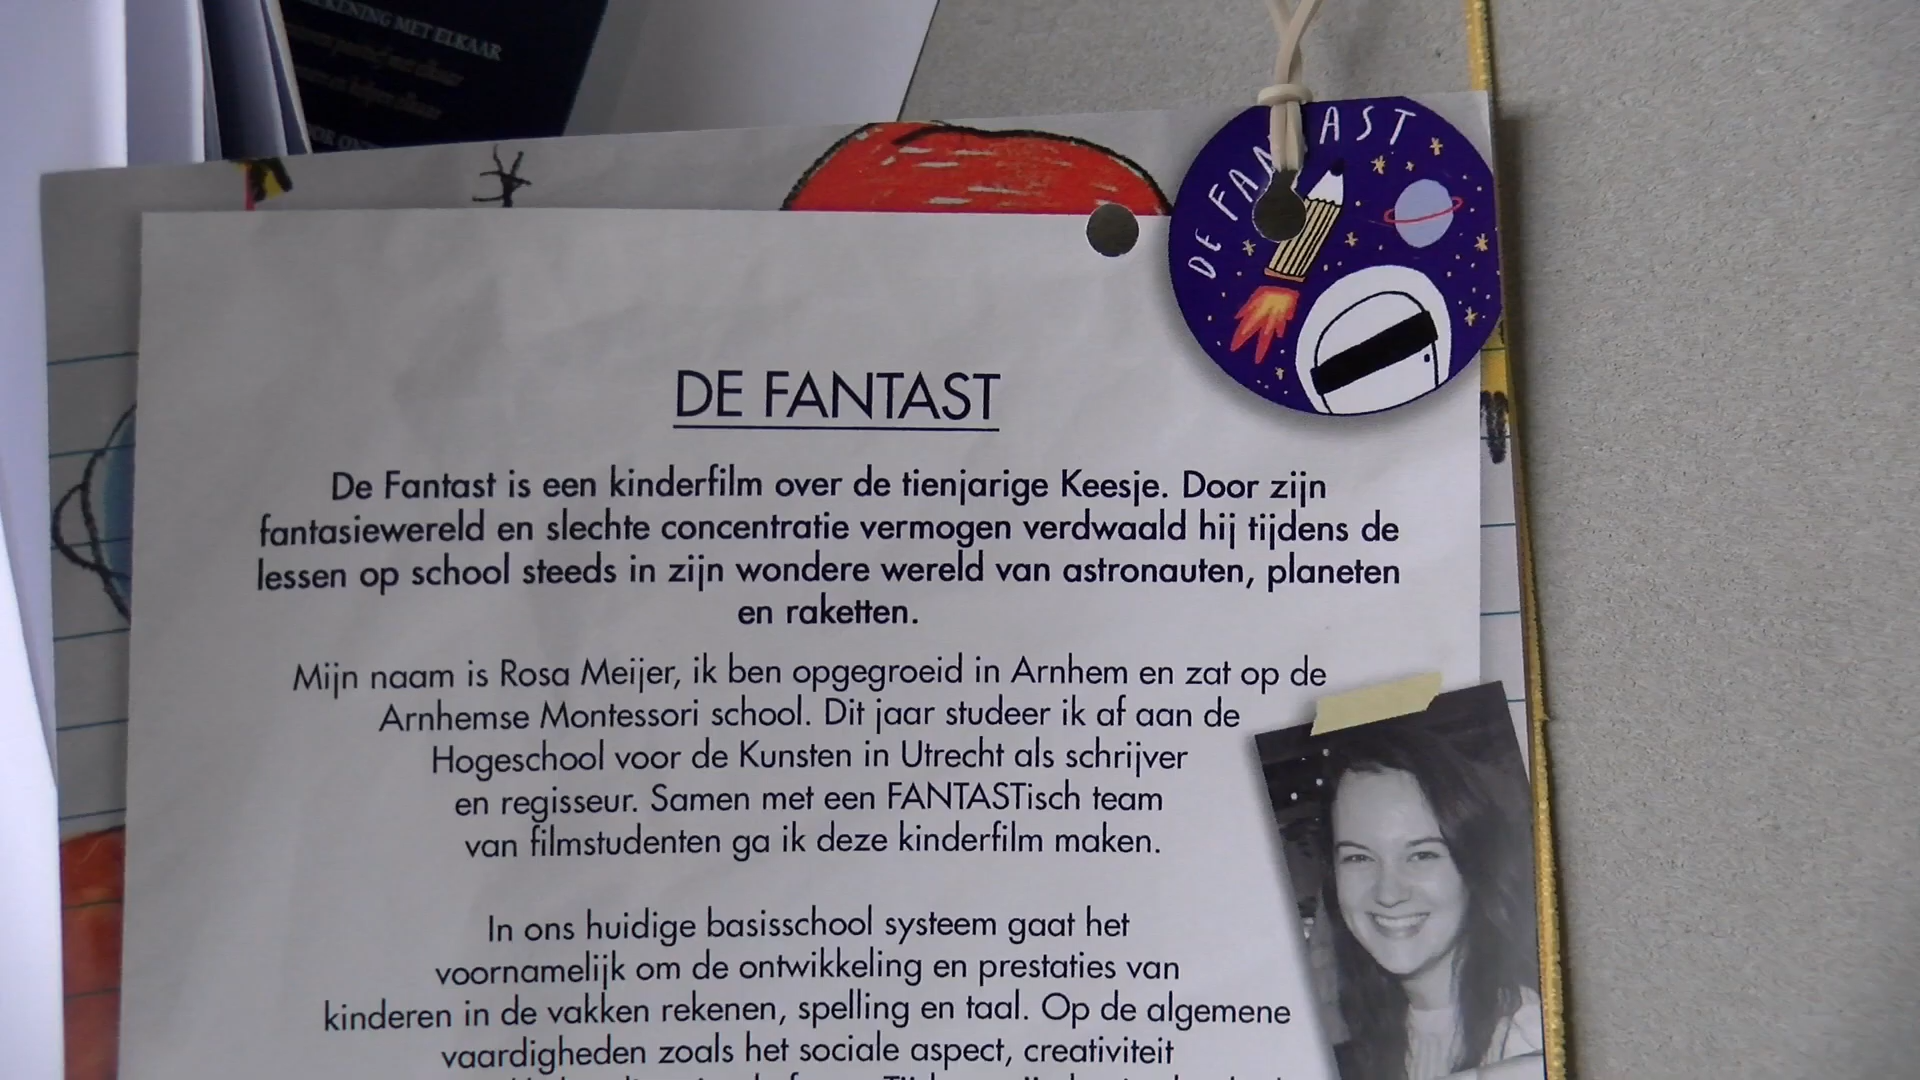 KENING MET ELKAAR
DE FANTAST
DE FANTAST
De Fantast is een kinderfilm over de tienjarige Keesje. Door zijn
fantasiewereld en slechte concentratie vermogen verdwaald hij tijdens de
lessen op school steeds in zijn wondere wereld van astronauten, planeten
en raketten.
Mijn naam is Rosa Meijer, ik ben opgegroeid in Arnhem en zat op de
Arnhemse Montessori school. Dit jaar studeer ik af aan de
Hogeschool voor de Kunsten in Utrecht als schrijver
en regisseur. Samen met een FANTASTisch team
van filmstudenten ga ik deze kinderfilm maken.
In ons huidige basisschool systeem gaat het
voornamelijk om de ontwikkeling en prestaties van
kinderen in de vakken rekenen, spelling en taal. Op de algemene
vaardigheden zoals het sociale aspect, creativiteit